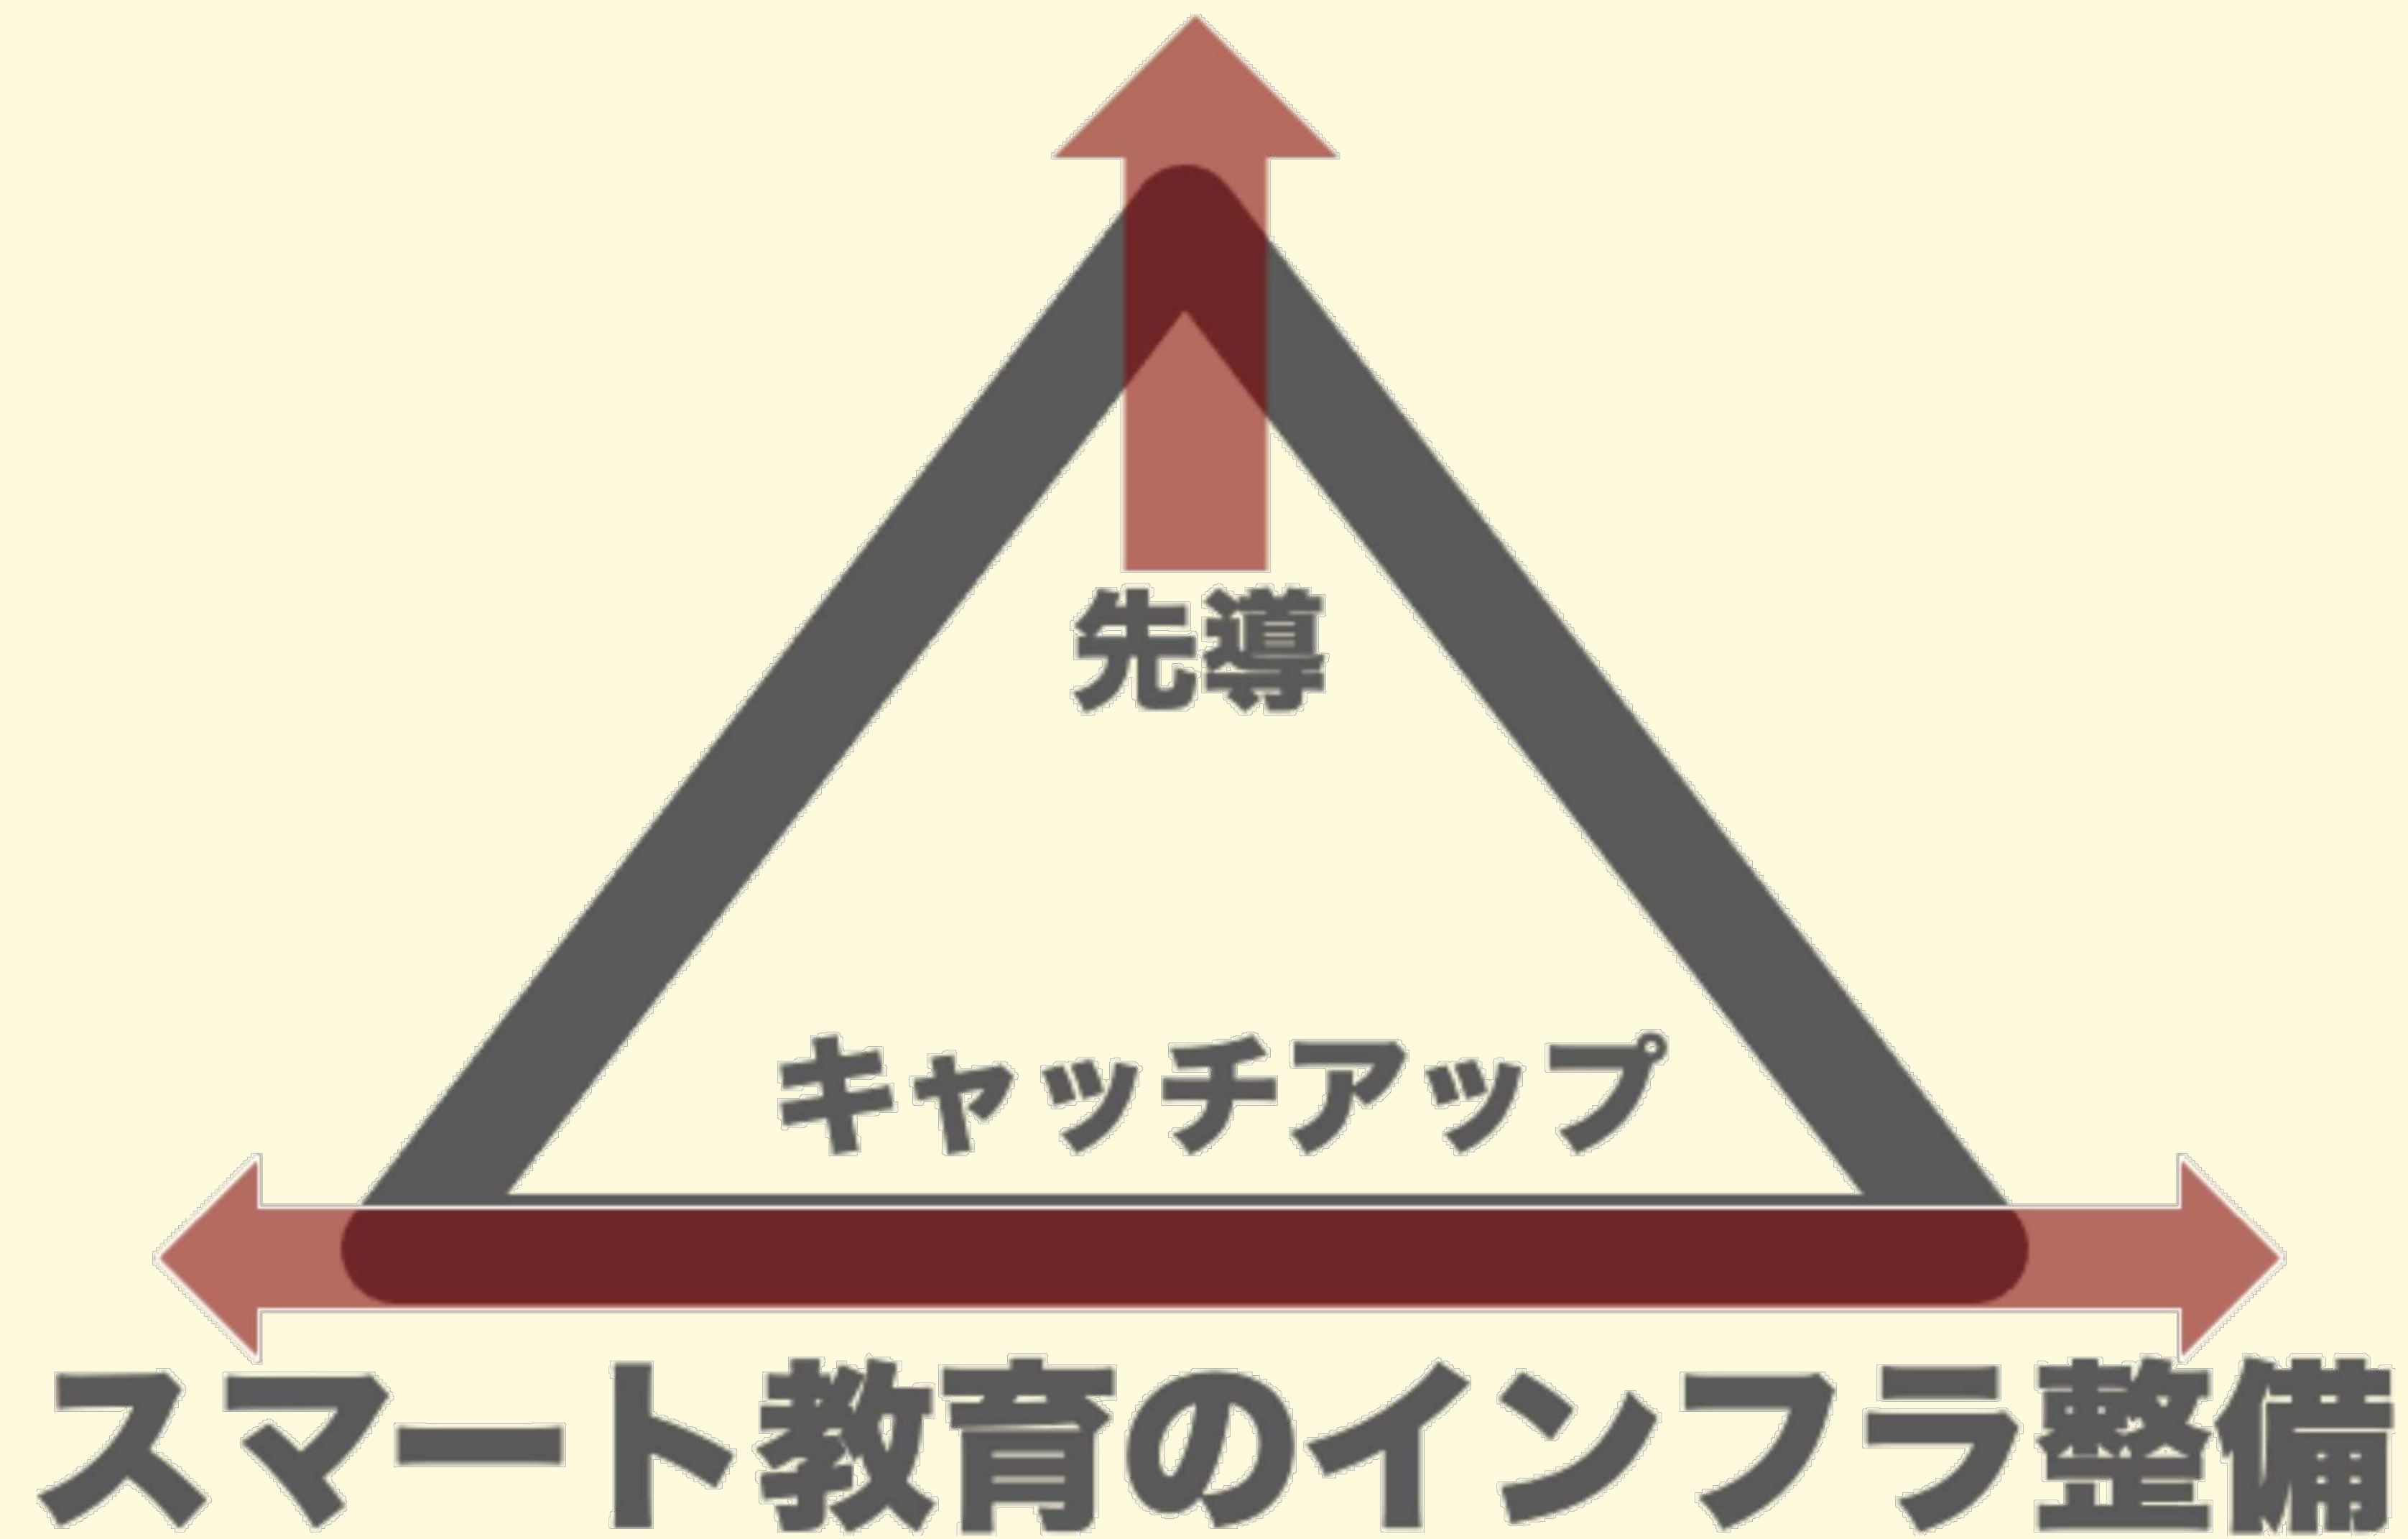 先導
キャッチアップ
スマート教育のインフラ整備